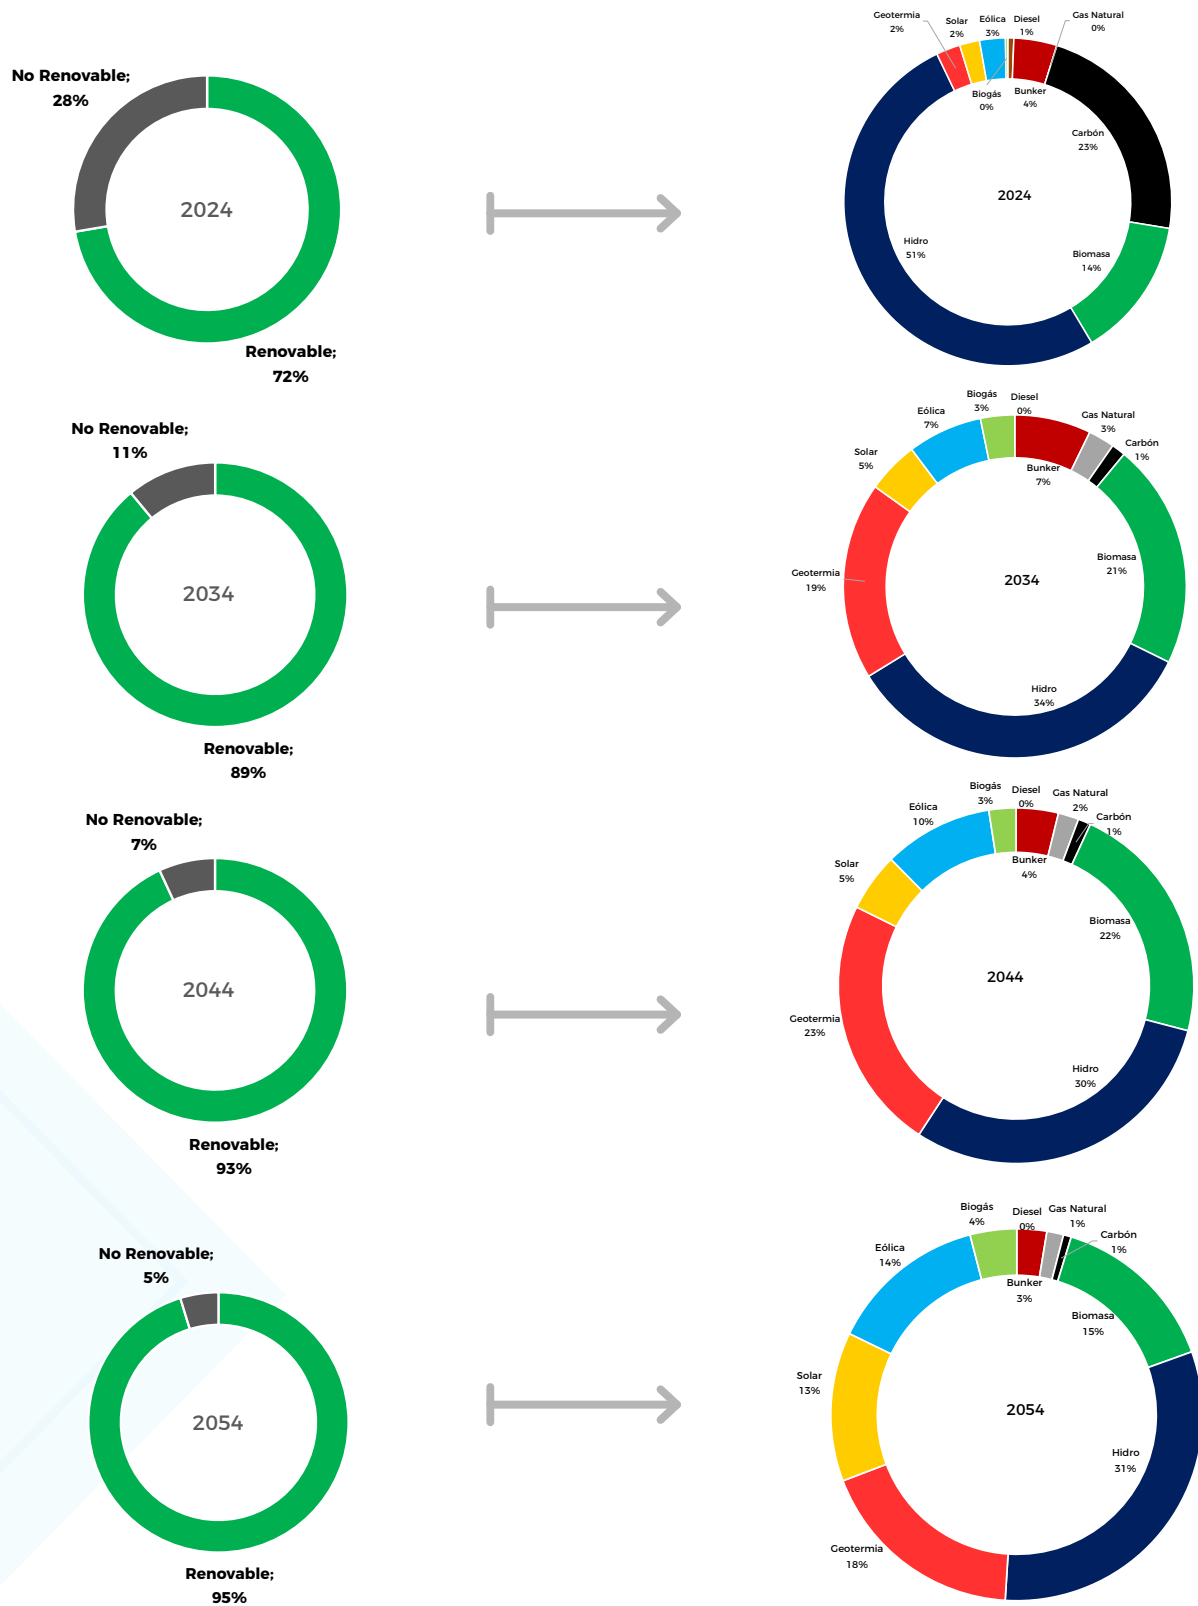 No Renovable;
28%
2024
Renovable;
72%
Geotermia
2%
Solar
2%
Eólica
3%
Diesel
1%
Gas Natural
0%
Biogás
0%
Bunker
4%
Carbón
23%
2024
Hidro
51%
Biomasa
14%
No Renovable;
11%
2034
Renovable;
89%
Solar
5%
Eólica
7%
Biogás
3%
Diesel
0%
Gas Natural
3%
Carbón
1%
Bunker
7%
Biomasa
21%
Geotermia
19%
2034
Hidro
34%
No Renovable;
7%
2044
Renovable;
93%
Solar
5%
Eólica
10%
Biogás
3%
Diesel
0%
Gas Natural
2%
Carbón
1%
Bunker
4%
Biomasa
22%
2044
Geotermia
23%
Hidro
30%
No Renovable;
5%
2054
Renovable;
95%
Eólica
14%
Biogás
4%
Diesel
0%
Gas Natural
1%
Carbón
1%
Bunker
3%
Biomasa
15%
Solar
13%
2054
Hidro
31%
Geotermia
18%